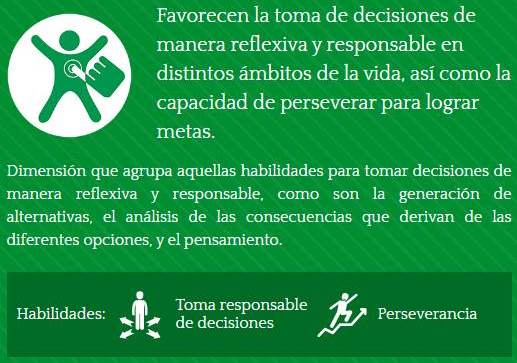 Favorecen la toma de decisiones de
manera reflexiva y responsable en
distintos ámbitos de la vida, así como la
capacidad de perseverar para lograr
metas.
Dimensión que agrupa aquellas habilidades para tomar decisiones de
manera reflexiva y responsable, como son la generación de
alternativas, el análisis de las consecuencias que derivan de las
diferentes opciones, y el pensamiento.
Habilidades:
Toma responsable
de decisiones
Perseverancia